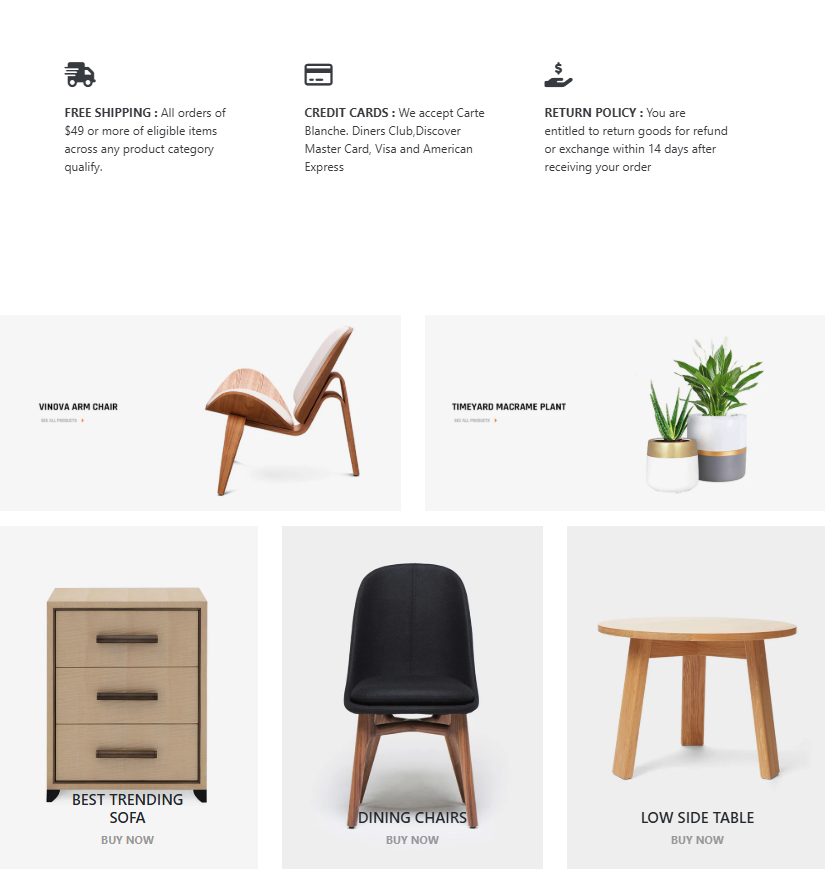 FREE SHIPPING : All orders of
$49 or more of eligible items
across any product category
qualify.
CREDIT CARDS : We accept Carte
Blanche. Diners Club,Discover
Master Card, Visa and American
Express
RETURN POLICY : You are
entitled to return goods for refund
or exchange within 14 days after
receiving your order
VINOVA ARM CHAIR
SEE ALL PRODUCTS
TIMEYARD MACRAME PLANT
SEE ALL PRODUCTS
BEST TRENDING
SOFA
BUY NOW
DINING CHAIRS
BUY NOW
LOW SIDE TABLE
BUY NOW